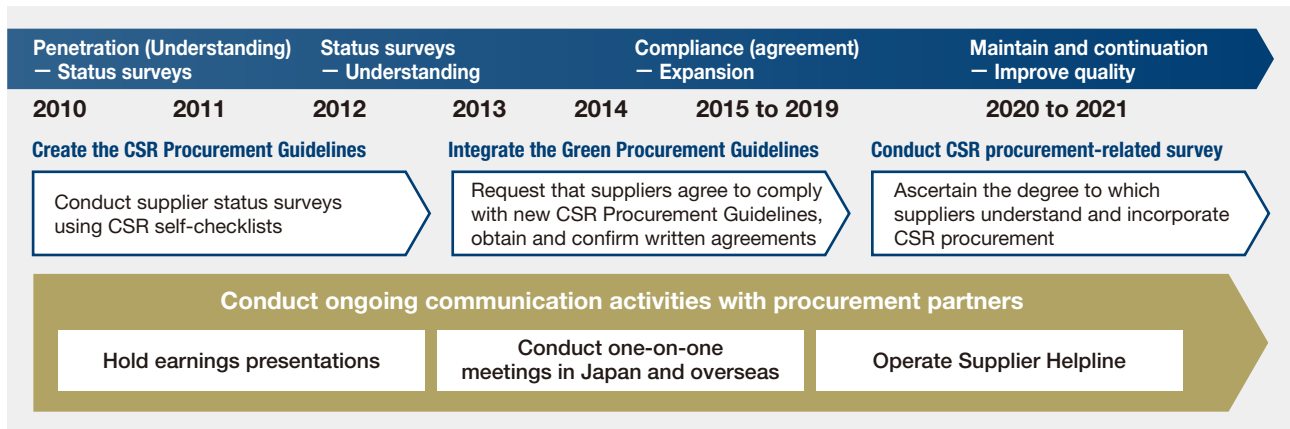 Penetration (Understanding)
— Status surveys
Status surveys
— Understanding
Compliance (agreement)
— Expansion
Maintain and continuation
— Improve quality
2010 2011 2012 2013 2014 2015 to 2019 2020 to 2021
Create the CSR Procurement Guidelines
Conduct supplier status surveys
using CSR self-checklists
Integrate the Green Procurement Guidelines
Request that suppliers agree to comply
with new CSR Procurement Guidelines,
obtain and confirm written agreements
Conduct CSR procurement-related survey
Ascertain the degree to which
suppliers understand and incorporate
CSR procurement
Conduct ongoing communication activities with procurement partners
Hold earnings presentations
Conduct one-on-one
meetings in Japan and overseas
Operate Supplier Helpline